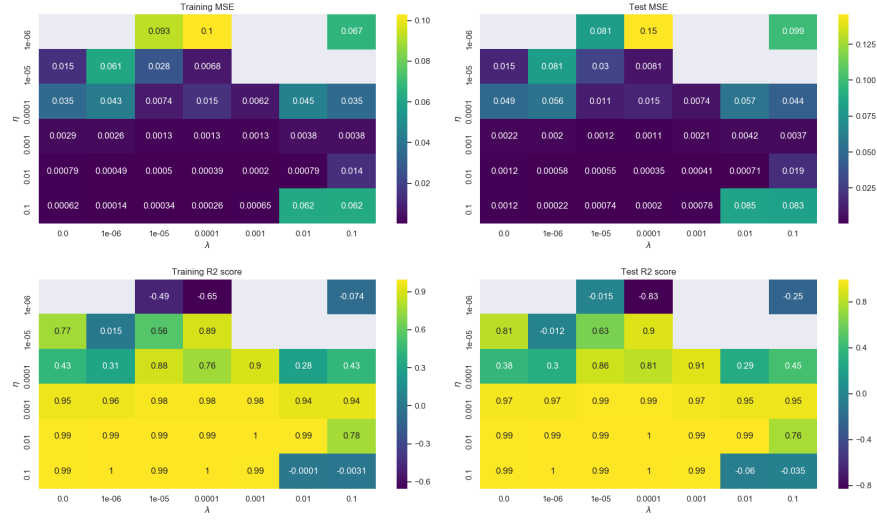 Training MSE
1e-06 0.093 0.1 0.067
1e-05 0.015 0.061 0.028 0.0068
0.0001 0.035 0.043 0.0074 0.015 0.0062 0.045 0.035
η
0.001 0.0029 0.0026 0.0013 0.0013 0.0013 0.0038 0.0038
0.01 0.00079 0.00049 0.0005 0.00039 0.0002 0.00079 0.014
0.1 0.00062 0.00014 0.00034 0.00026 0.00065 0.062 0.062
0.0 1e-06 1e-05 0.0001 0.001 0.01 0.1
λ
0.10
0.08
0.06
0.04
0.02
Test MSE
1e-06 0.081 0.15 0.099
1e-05 0.015 0.081 0.03 0.0081
0.0001 0.049 0.056 0.011 0.015 0.0074 0.057 0.044
η
0.001 0.0022 0.002 0.0012 0.0011 0.0021 0.0042 0.0037
0.01 0.0012 0.00058 0.00055 0.00035 0.00041 0.00071 0.019
0.1 0.0012 0.00022 0.00074 0.0002 0.00078 0.085 0.083
0.0 1e-06 1e-05 0.0001 0.001 0.01 0.1
λ
0.125
0.100
0.075
0.050
0.025
Training R2 score
1e-06 -0.49 -0.65 -0.074
1e-05 0.77 0.015 0.56 0.89
0.0001 0.43 0.31 0.88 0.76 0.9 0.28 0.43
η
0.001 0.95 0.96 0.98 0.98 0.98 0.94 0.94
0.01 0.99 0.99 0.99 0.99 1 0.99 0.78
0.1 0.99 1 0.99 1 0.99 -0.0001 -0.0031
0.0 1e-06 1e-05 0.0001 0.001 0.01 0.1
λ
0.9
0.6
0.3
0.0
-0.3
-0.6
Test R2 score
1e-06 -0.015 -0.83 -0.25
1e-05 0.81 -0.012 0.63 0.9
0.0001 0.38 0.3 0.86 0.81 0.91 0.29 0.45
η
0.001 0.97 0.97 0.99 0.99 0.97 0.95 0.95
0.01 0.99 0.99 0.99 1 0.99 0.99 0.76
0.1 0.99 1 0.99 1 0.99 -0.06 -0.035
0.0 1e-06 1e-05 0.0001 0.001 0.01 0.1
λ
0.8
0.4
0.0
-0.4
-0.8